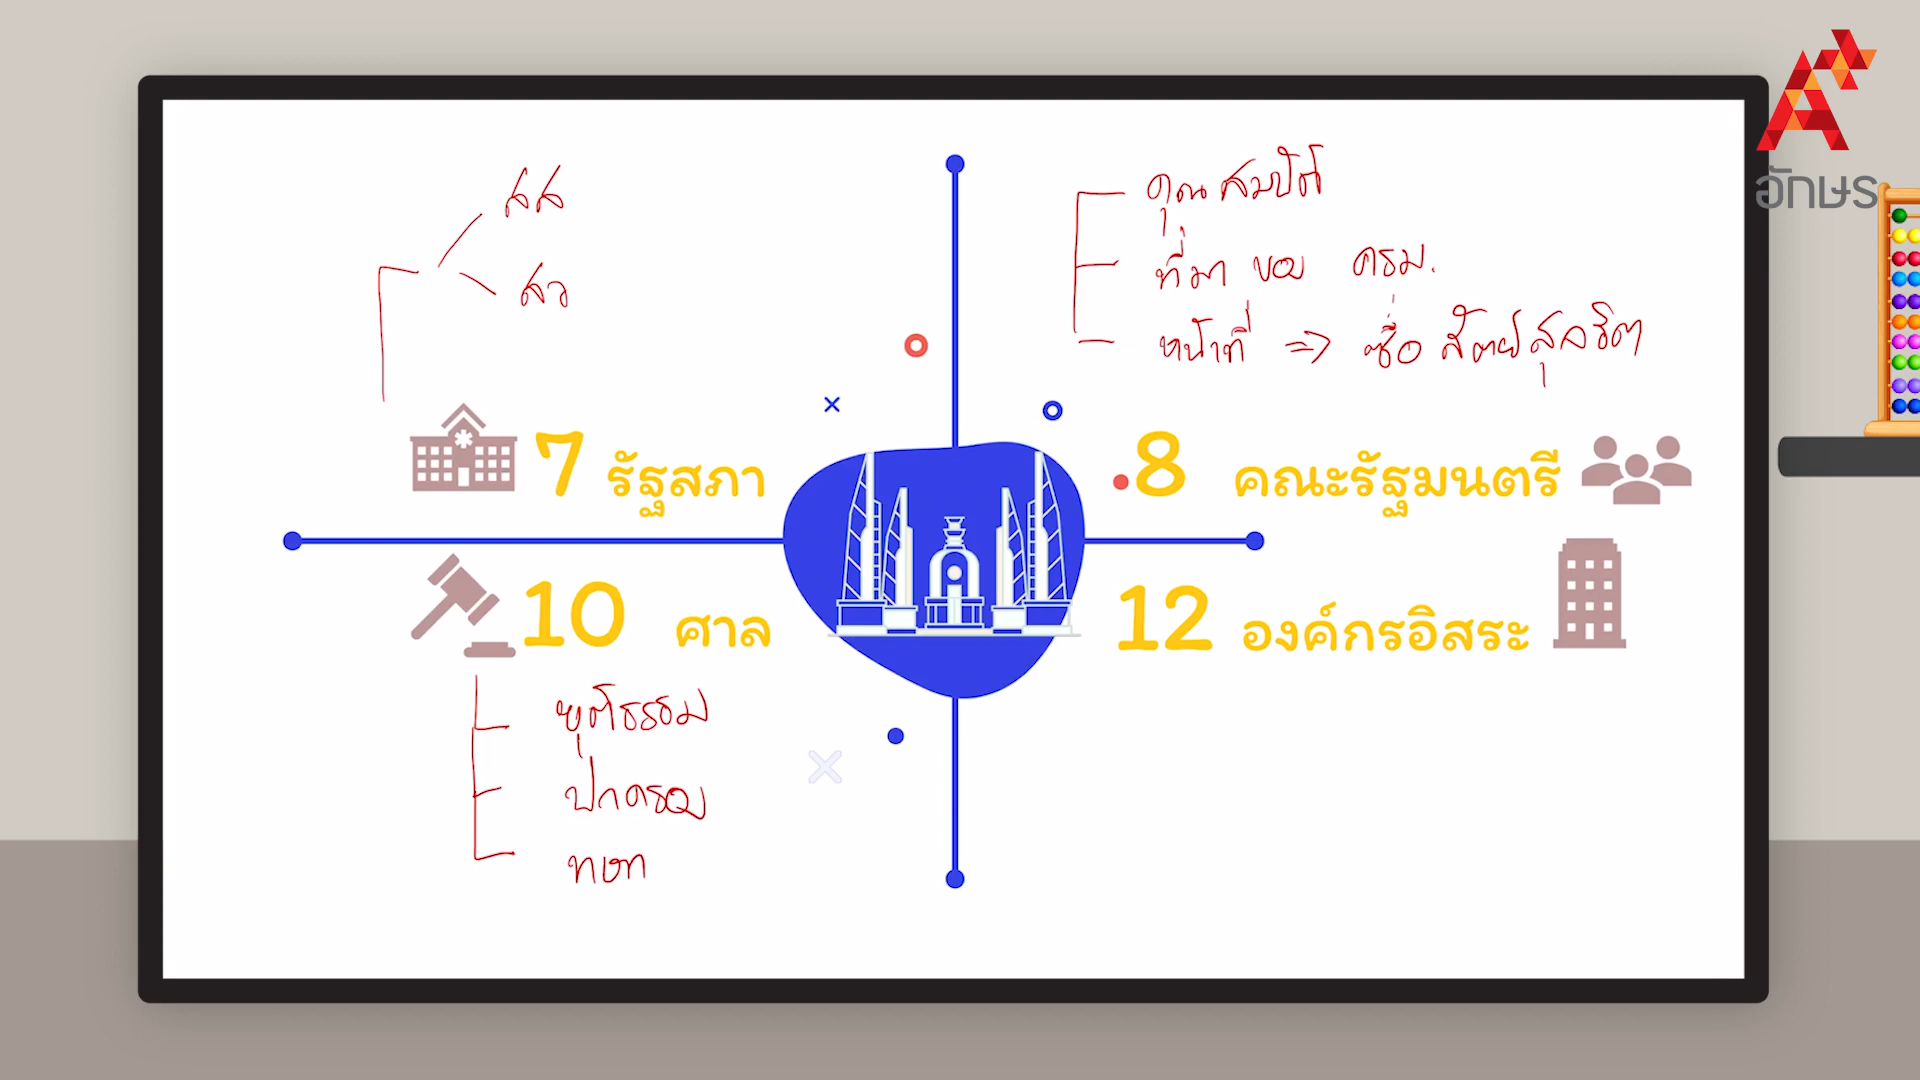 อักษร
สส
สว
คุณสมบัติ
ที่มา ของ ครม.
หน้าที่ => ซื่อสัตย์สุจริต
7 รัฐสภา
8 คณะรัฐมนตรี
10 ศาล
12 องค์กรอิสระ
ยุติธรรม
ปกครอง
ทหาร